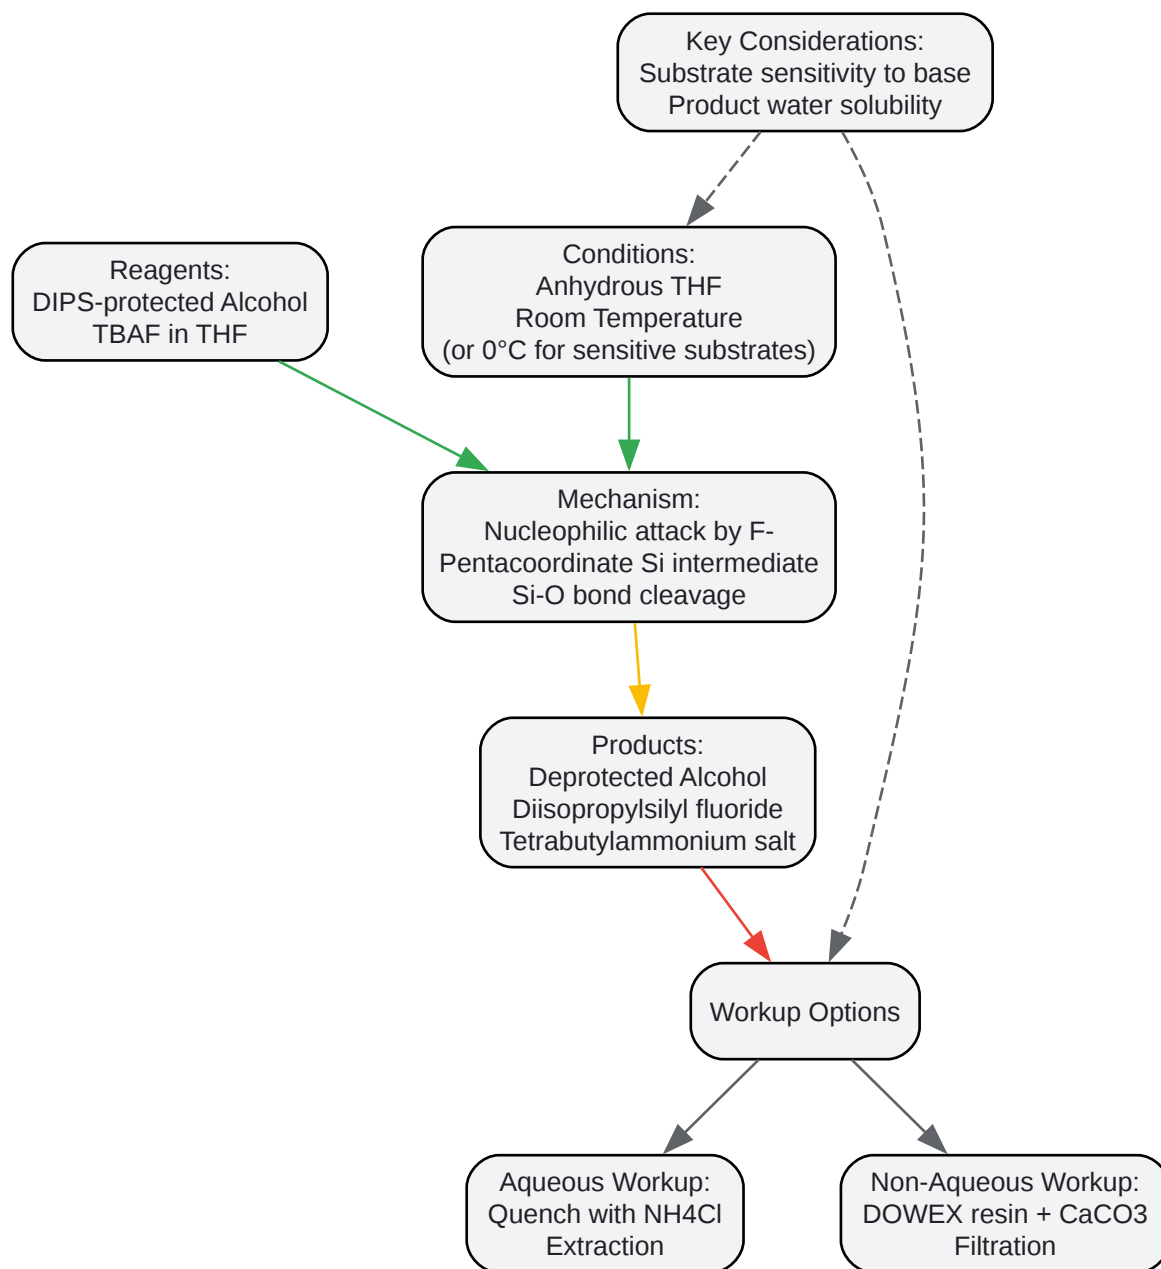 Key Considerations:
Substrate sensitivity to base
Product water solubility
Reagents:
DIPS-protected Alcohol
TBAF in THF
Conditions:
Anhydrous THF
Room Temperature
(or 0°C for sensitive substrates)
Mechanism:
Nucleophilic attack by F-
Pentacoordinate Si intermediate
Si-O bond cleavage
Products:
Deprotected Alcohol
Diisopropylsilyl fluoride
Tetrabutylammonium salt
Workup Options
Aqueous Workup:
Quench with NH4Cl
Extraction
Non-Aqueous Workup:
DOWEX resin + CaCO3
Filtration